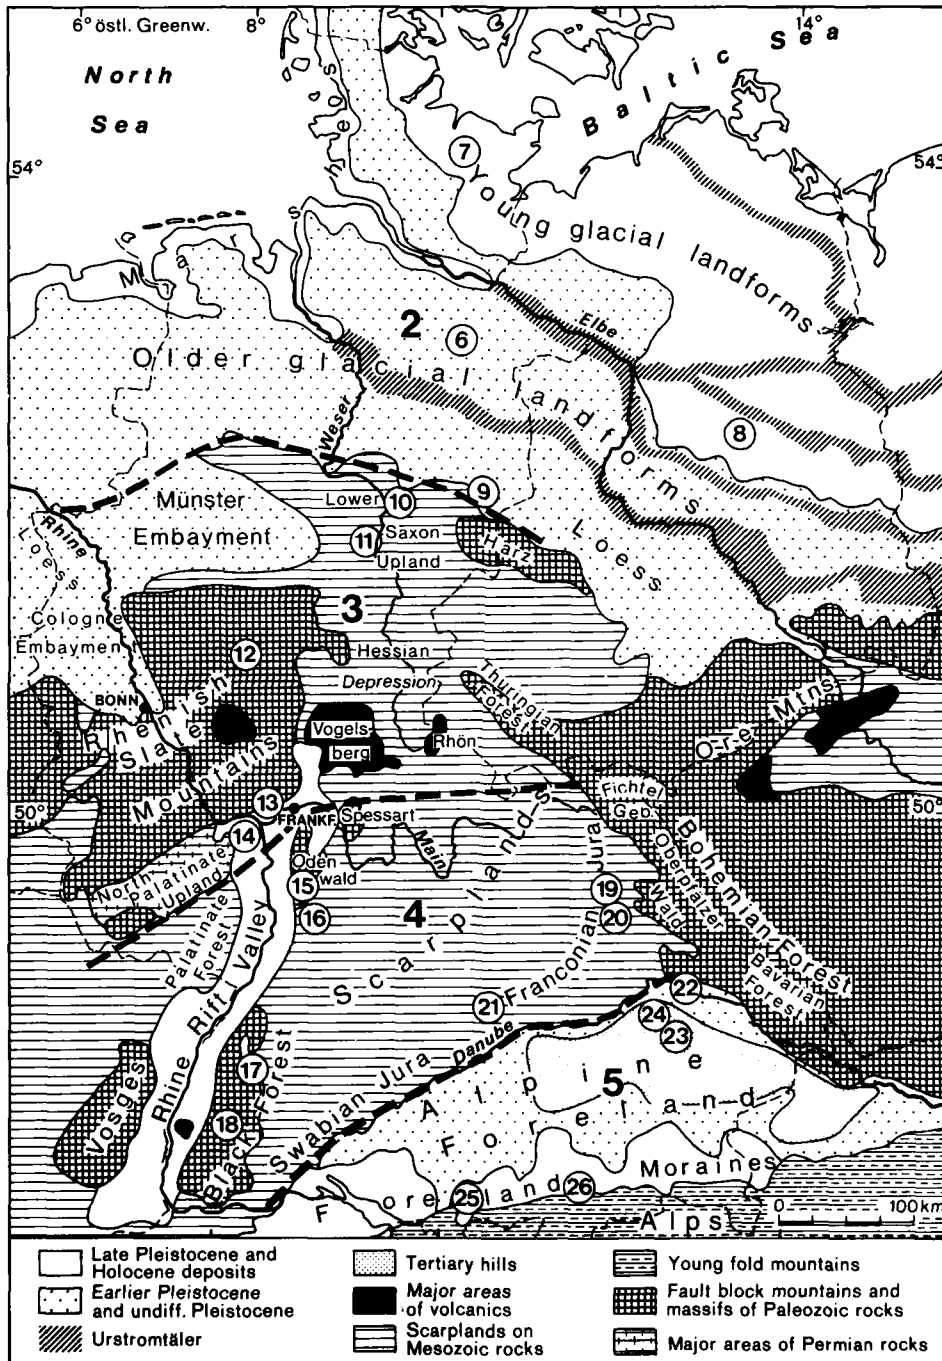 6° östl. Greenw.
8°
14°
North
Sea
Baltic Sea
54°
54°
Marshes
7
Young glacial landforms
2
6
Elbe
Older glacial landforms
Weser
8
Münster
Embayment
Lower
10
9
11
Saxon
Upland
Harz
Loess
Rhine
Loess
Cologne
Embayment
3
12
Hessian
Depression
BONN
Rhenish
Slate
Mountains
Vogels
berg
Rhön
Thuringian
Forest
Ore Mtns
50°
50°
13
FRANKF.
Spessart
Fichtel
Geb.
14
Main
North
Palatinate
Upland
Oden
wald
15
16
Palatinate
Forest
4
Scarplands
19
20
Franconian Jura
Oberpfälzer
Wald
Bohemian Forest
Bavarian
Forest
Rhine Rift Valley
21
22
24
23
Danube
Swabian Jura
17
18
Black Forest
Vosges
5
Alpine
Foreland
Foreland Moraines
25
26
Alps
0 100 km
Late Pleistocene and
Holocene deposits
Earlier Pleistocene
and undiff. Pleistocene
Urstromtäler
Tertiary hills
Major areas
of volcanics
Scarplands on
Mesozoic rocks
Young fold mountains
Fault block mountains and
massifs of Paleozoic rocks
Major areas of Permian rocks